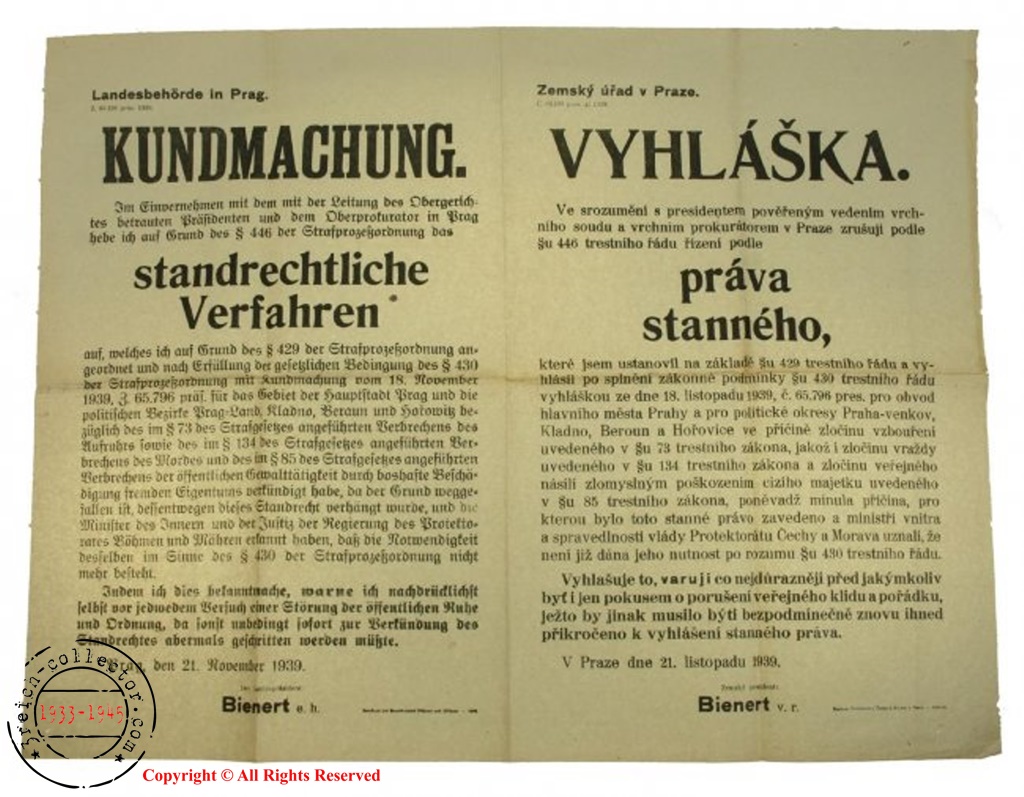 Landesbehörde in Prag.
KUNDMACHUNG.
Im Einvernehmen mit dem mit der Leitung des Obergerich-
tes betrauten Präsidenten und dem Oberprokurator in Prag
hebe ich auf Grund des § 446 der Strafprozeßordnung das
standrechtliche
Verfahren
auf, welches ich auf Grund des § 429 der Strafprozeßordnung an-
geordnet und nach Erfüllung der gesetzlichen Bedingung des § 430
der Strafprozeßordnung mit Kundmachung vom 18. November
1939, Z. 65.796 präs. für das Gebiet der Hauptstadt Prag und die
politischen Bezirke Prag-Land, Kladno, Beraun und Hořowitz be-
züglich des im § 73 des Strafgesetzes angeführten Verbrechens des
Aufruhrs sowie des im § 134 des Strafgesetzes angeführten Ver-
brechens des Mordes und des im § 85 des Strafgesetzes angeführten
Verbrechens der öffentlichen Gewalttätigkeit durch boshafte Beschä-
digung fremden Eigentums verkündigt habe, da der Grund wegge-
fallen ist, dessentwegen dieses Standrecht verhängt wurde, und die
Minister des Innern und der Justiz der Regierung des Protekto-
rates Böhmen und Mähren erkannt haben, daß die Notwendigkeit
desselben im Sinne des § 430 der Strafprozeßordnung nicht
mehr besteht.
Indem ich dies bekanntmache, warne ich nachdrücklichst
selbst vor jedwedem Versuch einer Störung der öffentlichen Ruhe
und Ordnung, da sonst unbedingt sofort zur Verkündung des
Standrechtes abermals geschritten werden müßte.
Prag, den 21. November 1939.
Bienert e. h.
Zemský úřad v Praze.
VYHLÁŠKA.
Ve srozumění s presidentem pověřeným vedením vrch-
ního soudu a vrchním prokurátorem v Praze zrušuji podle
§u 446 trestního řádu řízení podle
práva
stanného,
které jsem ustanovil na základě §u 429 trestního řádu a vy-
hlásil po splnění zákonné podmínky §u 430 trestního řádu
vyhláškou ze dne 18. listopadu 1939, č. 65.796 pres. pro obvod
hlavního města Prahy a pro politické okresy Praha-venkov,
Kladno, Beroun a Hořovice ve příčině zločinu vzbouření
uvedeného v §u 73 trestního zákona, jakož i zločinu vraždy
uvedeného v §u 134 trestního zákona a zločinu veřejného
násilí zlomyslným poškozením cizího majetku uvedeného
v §u 85 trestního zákona, poněvadž minula příčina, pro
kterou bylo toto stanné právo zavedeno a ministři vnitra
a spravedlnosti vlády Protektorátu Čechy a Morava uznali, že
není již dána jeho nutnost po rozumu §u 430 trestního řádu.
Vyhlašuje to, varuji co nejdůrazněji před jakýmkoliv
byť i jen pokusem o porušení veřejného klidu a pořádku,
ježto by jinak musilo býti bezpodmínečně znovu ihned
přikročeno k vyhlášení stanného práva.
V Praze dne 21. listopadu 1939.
Zemský president:
Bienert v. r.
3reich-collector.com
1933-1945
Copyright © All Rights Reserved